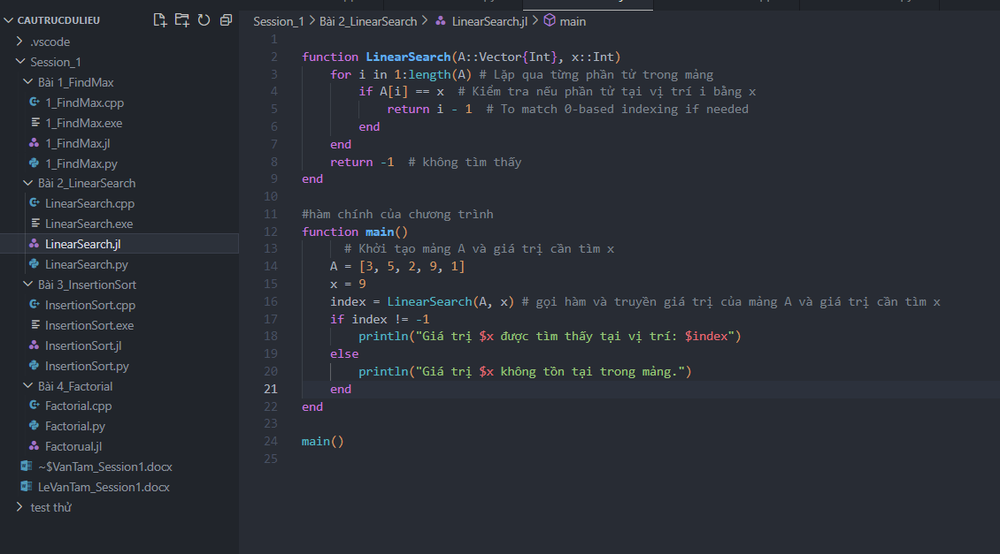 CAUTRUCDULIEU
.vscode
Session_1
Bài 1_FindMax
1_FindMax.cpp
1_FindMax.exe
1_FindMax.jl
1_FindMax.py
Bài 2_LinearSearch
LinearSearch.cpp
LinearSearch.exe
LinearSearch.jl
LinearSearch.py
Bài 3_InsertionSort
InsertionSort.cpp
InsertionSort.exe
InsertionSort.jl
InsertionSort.py
Bài 4_Factorial
Factorial.cpp
Factorial.py
Factorual.jl
~$VanTam_Session1.docx
LeVanTam_Session1.docx
test thử
Session_1 > Bài 2_LinearSearch > LinearSearch.jl > main
1
2 function LinearSearch(A::Vector{Int}, x::Int)
3 for i in 1:length(A) # Lặp qua từng phần tử trong mảng
4 if A[i] == x # Kiểm tra nếu phần tử tại vị trí i bằng x
5 return i - 1 # To match 0-based indexing if needed
6 end
7 end
8 return -1 # không tìm thấy
9 end
10
11 #hàm chính của chương trình
12 function main()
13 # Khởi tạo mảng A và giá trị cần tìm x
14 A = [3, 5, 2, 9, 1]
15 x = 9
16 index = LinearSearch(A, x) # gọi hàm và truyền giá trị của mảng A và giá trị cần tìm x
17 if index != -1
18 println("Giá trị $x được tìm thấy tại vị trí: $index")
19 else
20 println("Giá trị $x không tồn tại trong mảng.")
21 end
22 end
23
24 main()
25